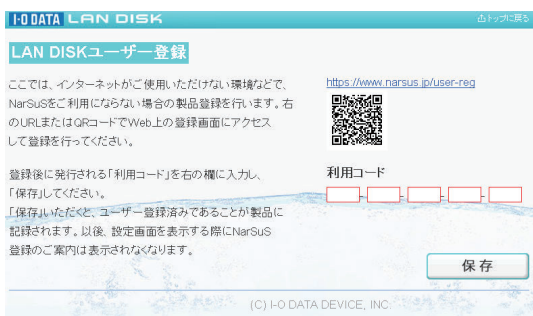 I-O DATA LAN DISK
凸トップに戻る
LAN DISKユーザー登録
ここでは、インターネットがご使用いただけない環境などで、
NarSuSをご利用にならない場合の製品登録を行います。右
のURLまたはQRコードでWeb上の登録画面にアクセス
して登録を行ってください。
登録後に発行される「利用コード」を右の欄に入力し、
「保存」してください。
「保存」いただくと、ユーザー登録済みであることが製品に
記録されます。以後、設定画面を表示する際にNarSuS
登録のご案内は表示されなくなります。
https://www.narsus.jp/user-reg
利用コード
- - - -
保存
(C) I-O DATA DEVICE, INC.